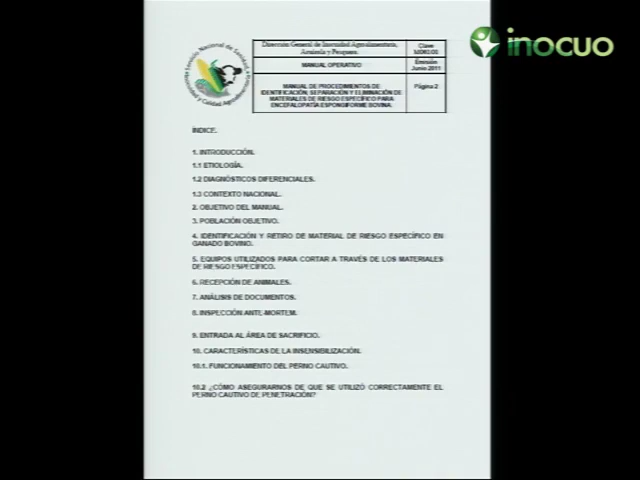 inocuo
Servicio Nacional de Sanidad
Dirección General de Inocuidad Agroalimentaria,
Acuícola y Pesquera.
Clave
MANUAL OPERATIVO
Emisión
Junio 2011
MANUAL DE PROCEDIMIENTOS DE
IDENTIFICACIÓN, SEPARACIÓN Y ELIMINACIÓN DE
MATERIALES DE RIESGO ESPECÍFICO PARA
ENCEFALOPATÍA ESPONGIFORME BOVINA.
Página 2
ÍNDICE.
1. INTRODUCCIÓN.
1.1 ETIOLOGÍA.
1.2 DIAGNÓSTICOS DIFERENCIALES.
1.3 CONTEXTO NACIONAL.
2. OBJETIVO DEL MANUAL.
3. POBLACIÓN OBJETIVO.
4. IDENTIFICACIÓN Y RETIRO DE MATERIAL DE RIESGO ESPECÍFICO EN
GANADO BOVINO.
5. EQUIPOS UTILIZADOS PARA CORTAR A TRAVÉS DE LOS MATERIALES
DE RIESGO ESPECÍFICO.
6. RECEPCIÓN DE ANIMALES.
7. ANÁLISIS DE DOCUMENTOS.
8. INSPECCIÓN ANTE-MORTEM.
9. ENTRADA AL ÁREA DE SACRIFICIO.
10. CARACTERÍSTICAS DE LA INSENSIBILIZACIÓN.
10.1. FUNCIONAMIENTO DEL PERNO CAUTIVO.
10.2 ¿CÓMO ASEGURARNOS DE QUE SE UTILIZÓ CORRECTAMENTE EL
PERNO CAUTIVO DE PENETRACIÓN?